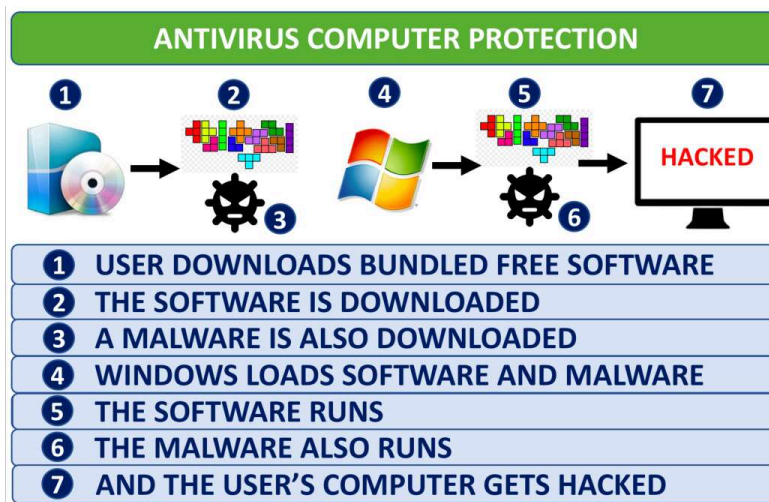 ANTIVIRUS COMPUTER PROTECTION
1 2 4 5 7
HACKED
3 6
1 USER DOWNLOADS BUNDLED FREE SOFTWARE
2 THE SOFTWARE IS DOWNLOADED
3 A MALWARE IS ALSO DOWNLOADED
4 WINDOWS LOADS SOFTWARE AND MALWARE
5 THE SOFTWARE RUNS
6 THE MALWARE ALSO RUNS
7 AND THE USER'S COMPUTER GETS HACKED